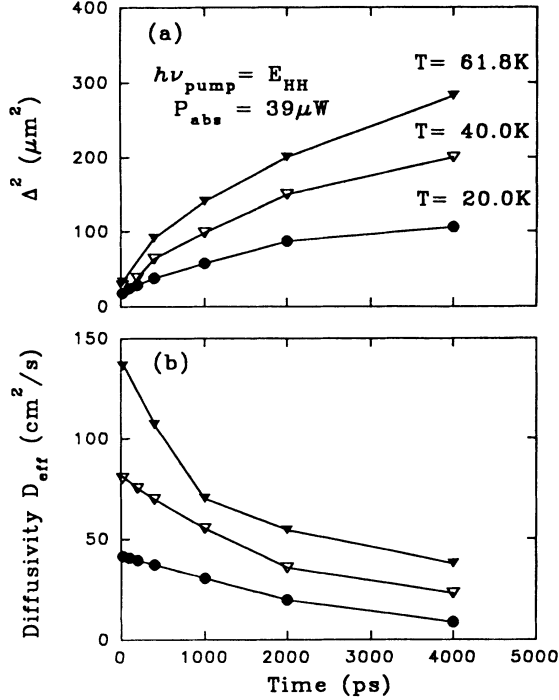 400
(a)
T= 61.8K
hν_pump = E_HH
300
P_abs = 39μW
Δ² (μm²)
T= 40.0K
200
T= 20.0K
100
0
150
(b)
Diffusivity D_eff (cm²/s)
100
50
0
0 1000 2000 3000 4000 5000
Time (ps)